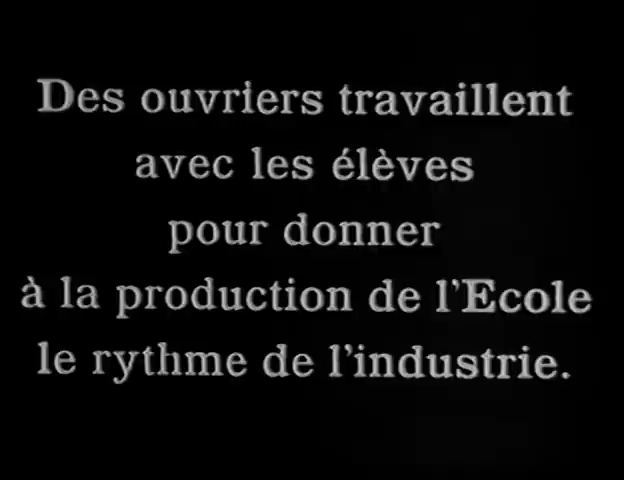 Des ouvriers travaillent
avec les élèves
pour donner
à la production de l'Ecole
le rythme de l'industrie.